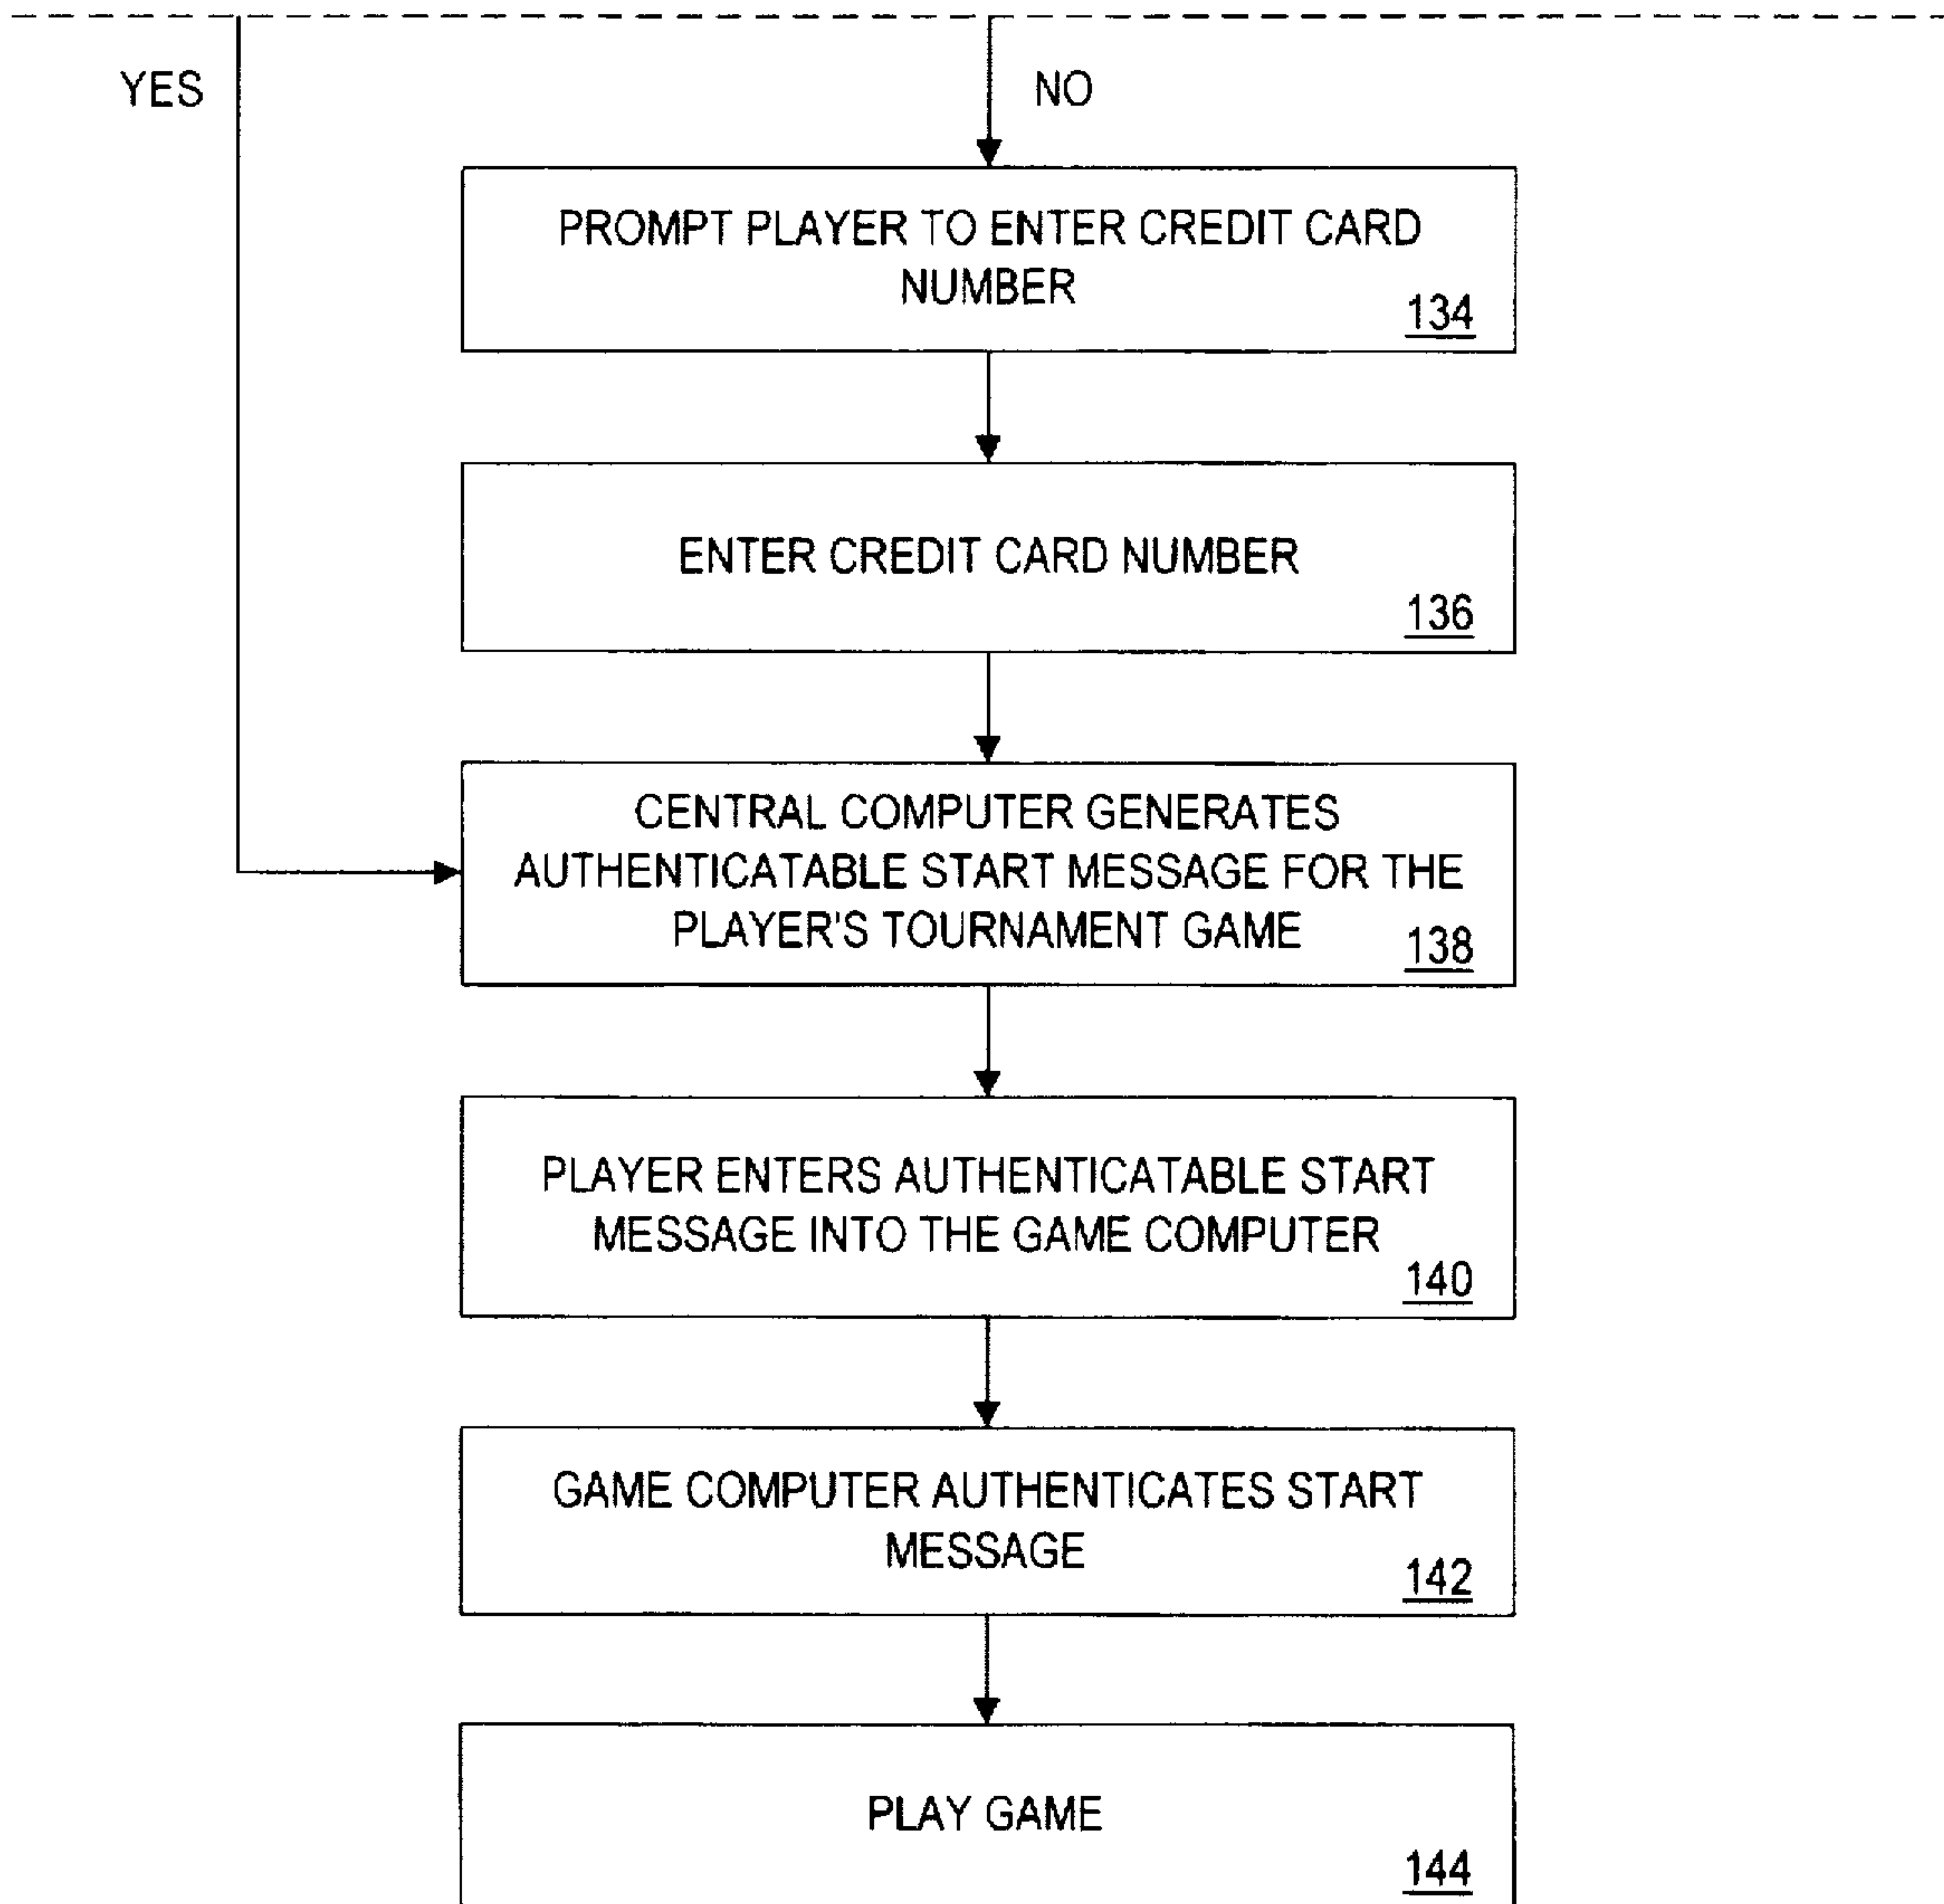 YES
NO
PROMPT PLAYER TO ENTER CREDIT CARD
NUMBER
134
ENTER CREDIT CARD NUMBER
136
CENTRAL COMPUTER GENERATES
AUTHENTICATABLE START MESSAGE FOR THE
PLAYER'S TOURNAMENT GAME
138
PLAYER ENTERS AUTHENTICATABLE START
MESSAGE INTO THE GAME COMPUTER
140
GAME COMPUTER AUTHENTICATES START
MESSAGE
142
PLAY GAME
144